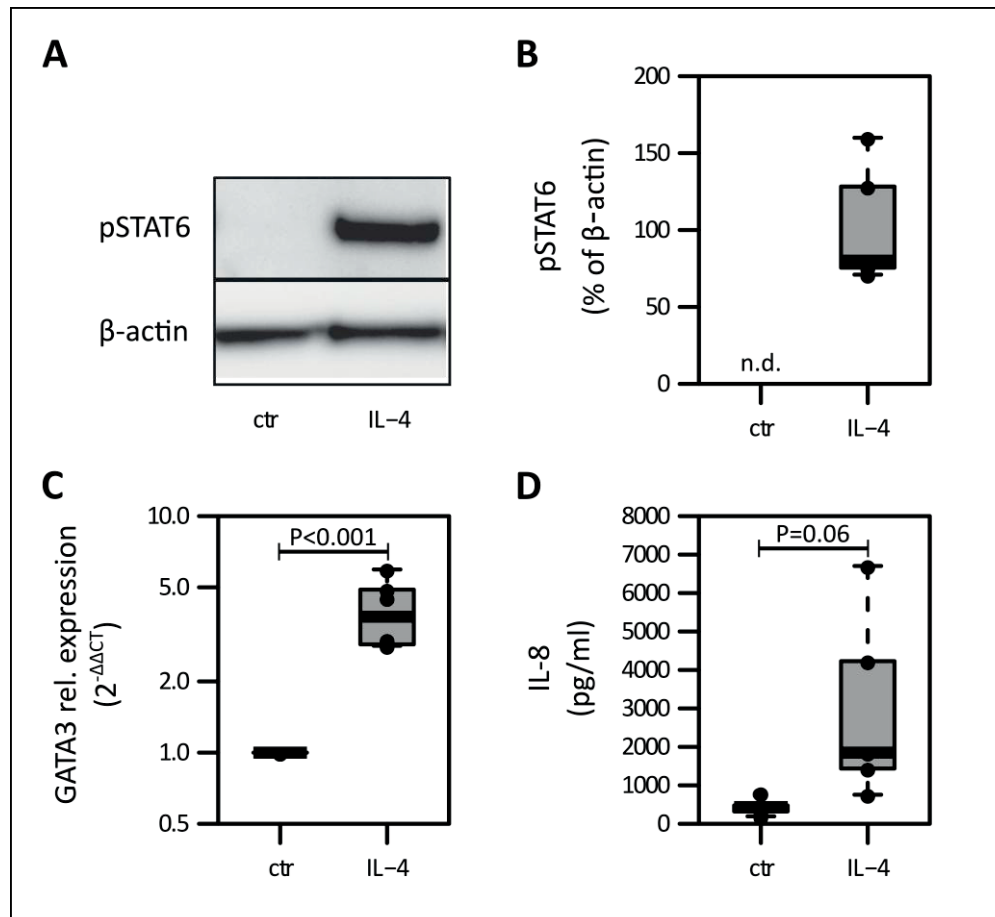 A
pSTAT6
β-actin
ctr IL−4
B
pSTAT6
(% of β−actin)
200
150
100
50
0
n.d.
ctr IL−4
C
GATA3 rel. expression
(2^-ΔΔCT)
10.0
5.0
2.0
1.0
0.5
P<0.001
ctr IL−4
D
IL-8
(pg/ml)
8000
7000
6000
5000
4000
3000
2000
1000
0
P=0.06
ctr IL−4